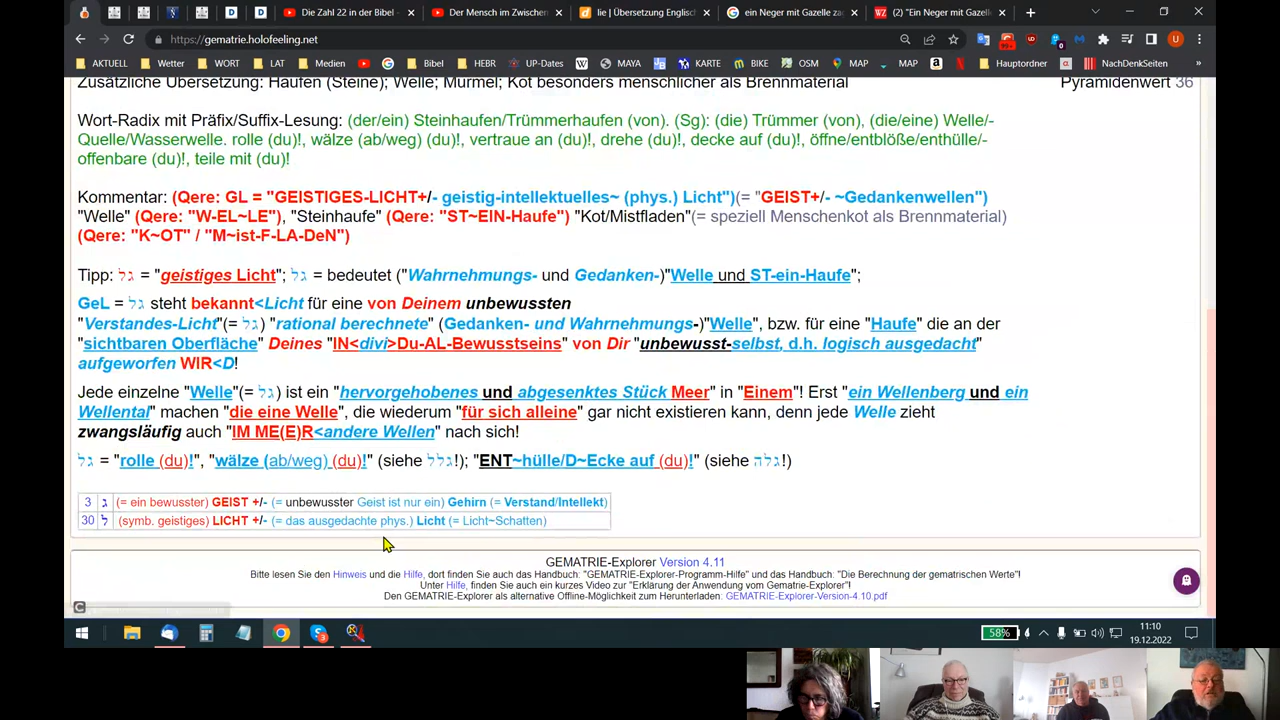 Die Zahl 22 in der Bibel -
Der Mensch im Zwischen
lie | Übersetzung Englisc
ein Neger mit Gazelle za
(2) "Ein Neger mit Gazelle
https://gematrie.holofeeling.net
AKTUELL Wetter WORT LAT Medien Bibel HEBR UP-Dates MAYA KARTE BIKE OSM MAP MAP Hauptordner NachDenkSeiten »
Zusätzliche Übersetzung: Haufen (Steine); Welle; Murmel; Kot besonders menschlicher als Brennmaterial Pyramidenwert 36
Wort-Radix mit Präfix/Suffix-Lesung: (der/ein) Steinhaufen/Trümmerhaufen (von). (Sg): (die) Trümmer (von), (die/eine) Welle/-
Quelle/Wasserwelle. rolle (du)!, wälze (ab/weg) (du)!, vertraue an (du)!, drehe (du)!, decke auf (du)!, öffne/entblöße/enthülle/-
offenbare (du)!, teile mit (du)!
Kommentar: (Qere: GL = "GEISTIGES-LICHT+/- geistig-intellektuelles~ (phys.) Licht")(= "GEIST+/- ~Gedankenwellen")
"Welle" (Qere: "W-EL~LE"), "Steinhaufe" (Qere: "ST~EIN-Haufe") "Kot/Mistfladen"(= speziell Menschenkot als Brennmaterial)
(Qere: "K~OT" / "M~ist-F-LA-DeN")
Tipp: גל = "geistiges Licht"; גל = bedeutet ("Wahrnehmungs- und Gedanken-)"Welle und ST-ein-Haufe";
GeL = גל steht bekannt<Licht für eine von Deinem unbewussten
"Verstandes-Licht"(= גל) "rational berechnete" (Gedanken- und Wahrnehmungs-)"Welle", bzw. für eine "Haufe" die an der
"sichtbaren Oberfläche" Deines "IN<divi>Du-AL-Bewusstseins" von Dir "unbewusst-selbst, d.h. logisch ausgedacht"
aufgeworfen WIR<D!
Jede einzelne "Welle"(= גל) ist ein "hervorgehobenes und abgesenktes Stück Meer" in "Einem"! Erst "ein Wellenberg und ein
Wellental" machen "die eine Welle", die wiederum "für sich alleine" gar nicht existieren kann, denn jede Welle zieht
zwangsläufig auch "IM ME(E)R<andere Wellen" nach sich!
גל = "rolle (du)!", "wälze (ab/weg) (du)!" (siehe גלל!); "ENT~hülle/D~Ecke auf (du)!" (siehe גלה!)
3 ג (= ein bewusster) GEIST +/- (= unbewusster Geist ist nur ein) Gehirn (= Verstand/Intellekt)
30 ל (symb. geistiges) LICHT +/- (= das ausgedachte phys.) Licht (= Licht~Schatten)
GEMATRIE-Explorer Version 4.11
Bitte lesen Sie den Hinweis und die Hilfe, dort finden Sie auch das Handbuch: "GEMATRIE-Explorer-Programm-Hilfe" und das Handbuch: "Die Berechnung der gematrischen Werte"!
Unter Hilfe, finden Sie auch ein kurzes Video zur "Erklärung der Anwendung vom Gematrie-Explorer"!
Den GEMATRIE-Explorer als alternative Offline-Möglichkeit zum Herunterladen: GEMATRIE-Explorer-Version-4.10.pdf
58%
11:10
19.12.2022